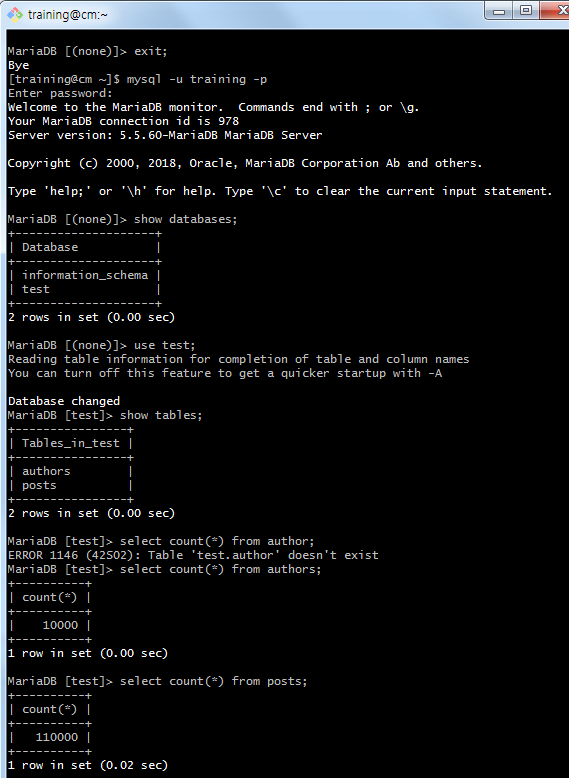 training@cm:~
MariaDB [(none)]> exit;
Bye
[training@cm ~]$ mysql -u training -p
Enter password:
Welcome to the MariaDB monitor.  Commands end with ; or \g.
Your MariaDB connection id is 978
Server version: 5.5.60-MariaDB MariaDB Server
Copyright (c) 2000, 2018, Oracle, MariaDB Corporation Ab and others.
Type 'help;' or '\h' for help. Type '\c' to clear the current input statement.
MariaDB [(none)]> show databases;
+--------------------+
| Database           |
+--------------------+
| information_schema |
| test               |
+--------------------+
2 rows in set (0.00 sec)
MariaDB [(none)]> use test;
Reading table information for completion of table and column names
You can turn off this feature to get a quicker startup with -A
Database changed
MariaDB [test]> show tables;
+----------------+
| Tables_in_test |
+----------------+
| authors        |
| posts          |
+----------------+
2 rows in set (0.00 sec)
MariaDB [test]> select count(*) from author;
ERROR 1146 (42S02): Table 'test.author' doesn't exist
MariaDB [test]> select count(*) from authors;
+----------+
| count(*) |
+----------+
|    10000 |
+----------+
1 row in set (0.00 sec)
MariaDB [test]> select count(*) from posts;
+----------+
| count(*) |
+----------+
|   110000 |
+----------+
1 row in set (0.02 sec)